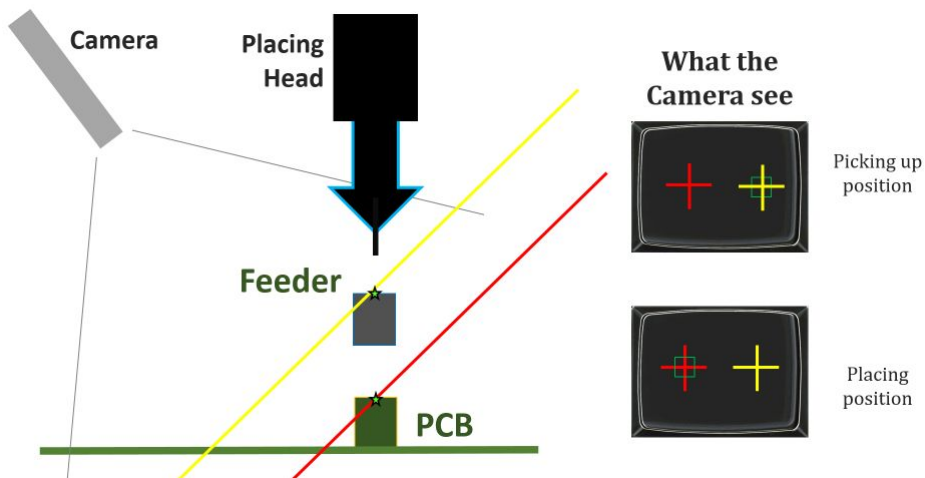 Camera
Placing
Head
What the
Camera see
Picking up
position
Feeder
PCB
Placing
position